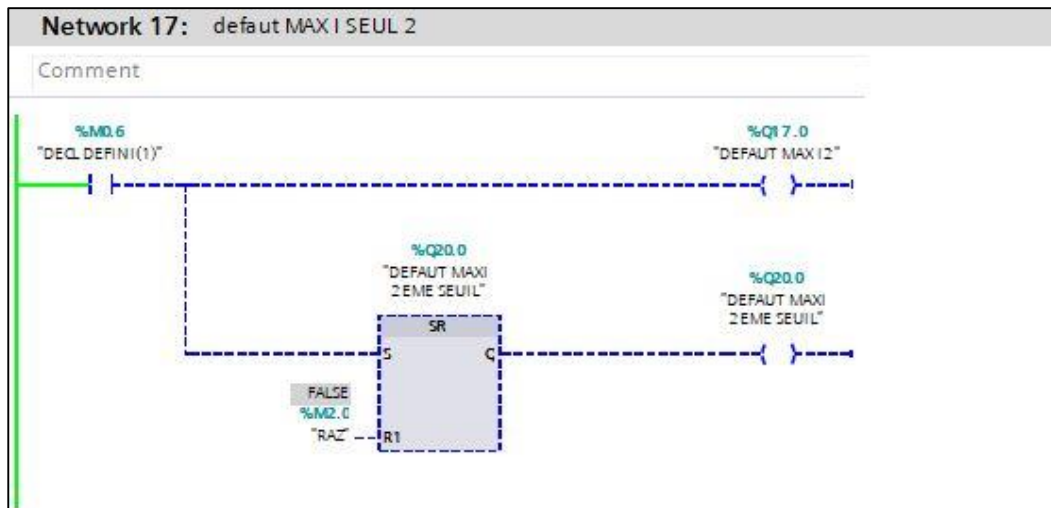 Network 17: defaut MAX I SEUL 2
Comment
%M0.6
"DECL DEFINI(1)"
%Q17.0
"DEFAUT MAX I2"
%Q20.0
"DEFAUT MAXI
2EME SEUIL"
SR
S Q
%Q20.0
"DEFAUT MAXI
2EME SEUIL"
FALSE
%M2.0
"RAZ"
R1